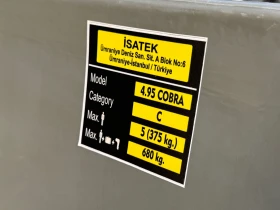 İSATEK
Ümraniye Deniz San. Sit. A Blok No:6
Ümraniye-İstanbul / Türkiye
Model 4.95 COBRA
Category C
Max. 5 (375 kg.)
Max. 680 kg.